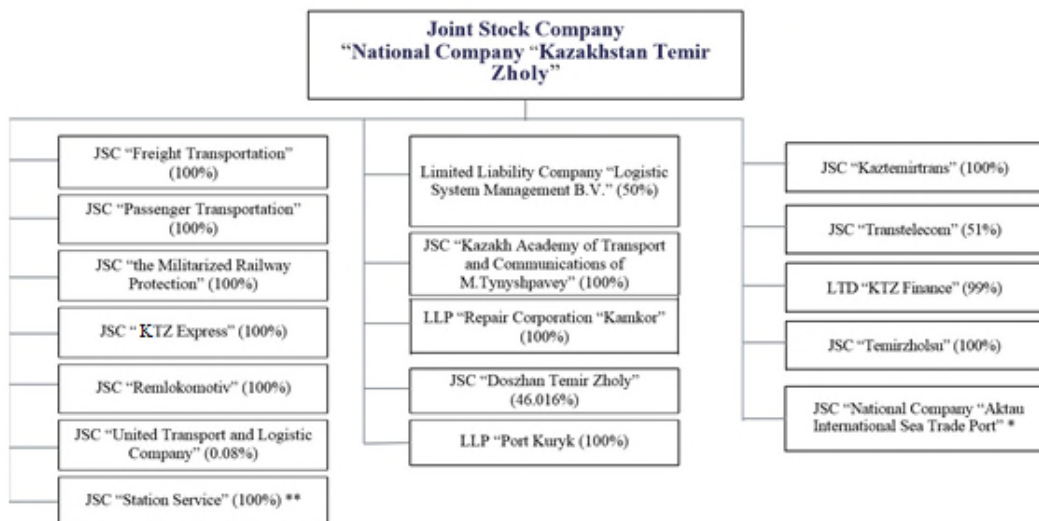 Joint Stock Company
“National Company “Kazakhstan Temir
Zholy”
JSC “Freight Transportation”
(100%)
JSC “Passenger Transportation”
(100%)
JSC “the Militarized Railway
Protection” (100%)
JSC “ KTZ Express” (100%)
JSC “Remlokomotiv” (100%)
JSC “United Transport and Logistic
Company” (0.08%)
JSC “Station Service” (100%) **
Limited Liability Company “Logistic
System Management B.V.” (50%)
JSC “Kazakh Academy of Transport
and Communications of
M.Tynyshpavey” (100%)
LLP “Repair Corporation “Kamkor”
(100%)
JSC “Doszhan Temir Zholy”
(46.016%)
LLP “Port Kuryk (100%)
JSC “Kaztemirtrans” (100%)
JSC “Transtelecom” (51%)
LTD “KTZ Finance” (99%)
JSC “Temirzholsu” (100%)
JSC “National Company “Aktau
International Sea Trade Port” *